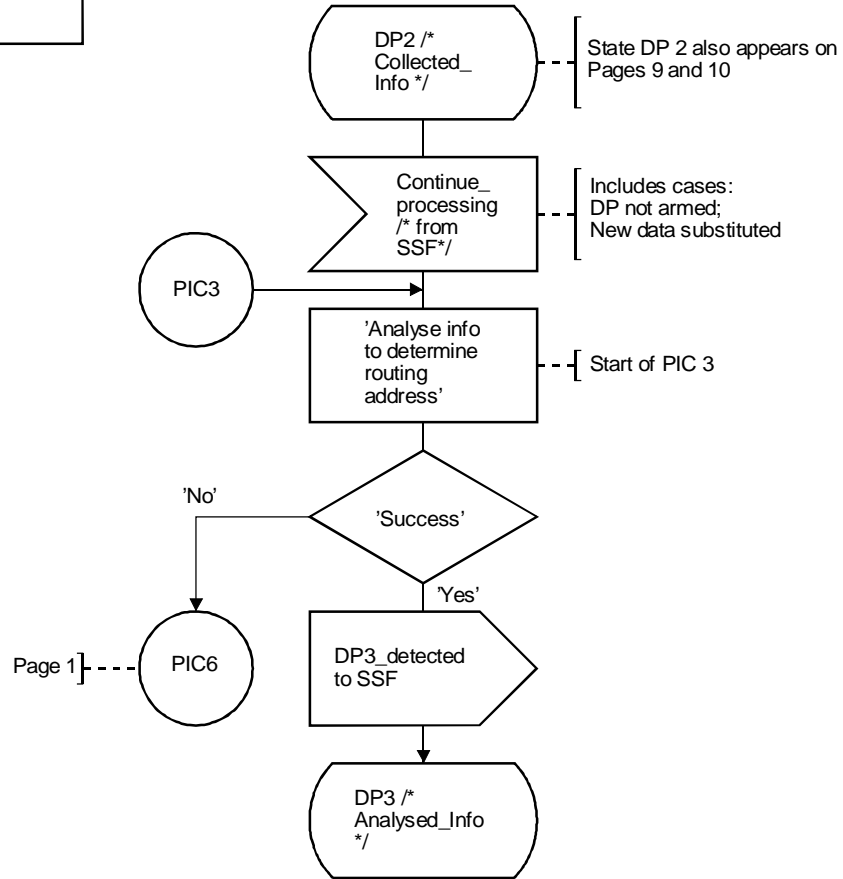 DP2 /*
Collected_
Info */
State DP 2 also appears on
Pages 9 and 10
Continue_
processing
/* from
SSF*/
Includes cases:
DP not armed;
New data substituted
PIC3
'Analyse info
to determine
routing
address'
Start of PIC 3
'No'
'Success'
'Yes'
Page 1
PIC6
DP3_detected
to SSF
DP3 /*
Analysed_Info
*/